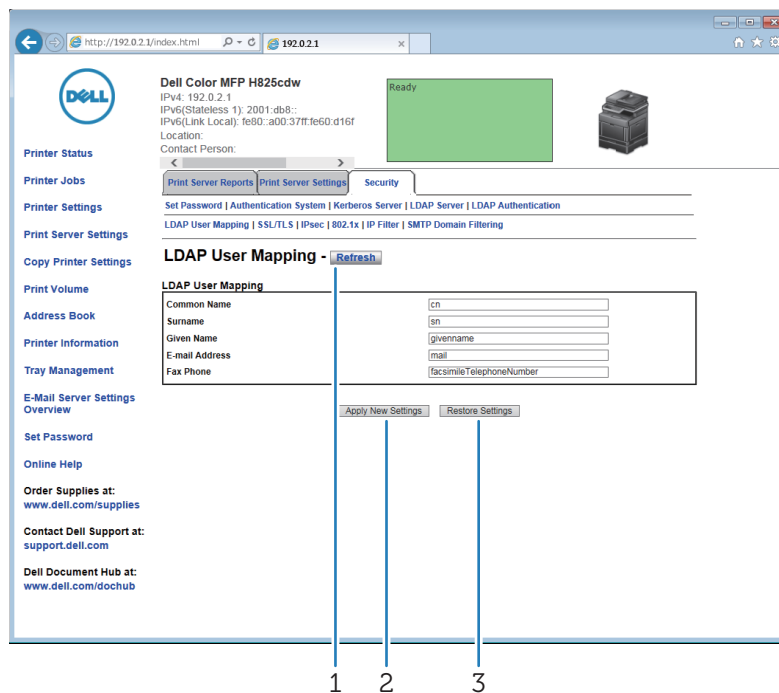 http://192.0.2.1/index.html
192.0.2.1
DELL
Dell Color MFP H825cdw
IPv4: 192.0.2.1
IPv6(Stateless 1): 2001:db8::
IPv6(Link Local): fe80::a00:37ff:fe60:d16f
Location:
Contact Person:
Ready
Printer Status
Printer Jobs
Printer Settings
Print Server Settings
Copy Printer Settings
Print Volume
Address Book
Printer Information
Tray Management
E-Mail Server Settings
Overview
Set Password
Online Help
Order Supplies at:
www.dell.com/supplies
Contact Dell Support at:
support.dell.com
Dell Document Hub at:
www.dell.com/dochub
Print Server Reports Print Server Settings Security
Set Password | Authentication System | Kerberos Server | LDAP Server | LDAP Authentication
LDAP User Mapping | SSL/TLS | IPsec | 802.1x | IP Filter | SMTP Domain Filtering
LDAP User Mapping - Refresh
LDAP User Mapping
Common Name cn
Surname sn
Given Name givenname
E-mail Address mail
Fax Phone facsimileTelephoneNumber
Apply New Settings Restore Settings
1 2 3